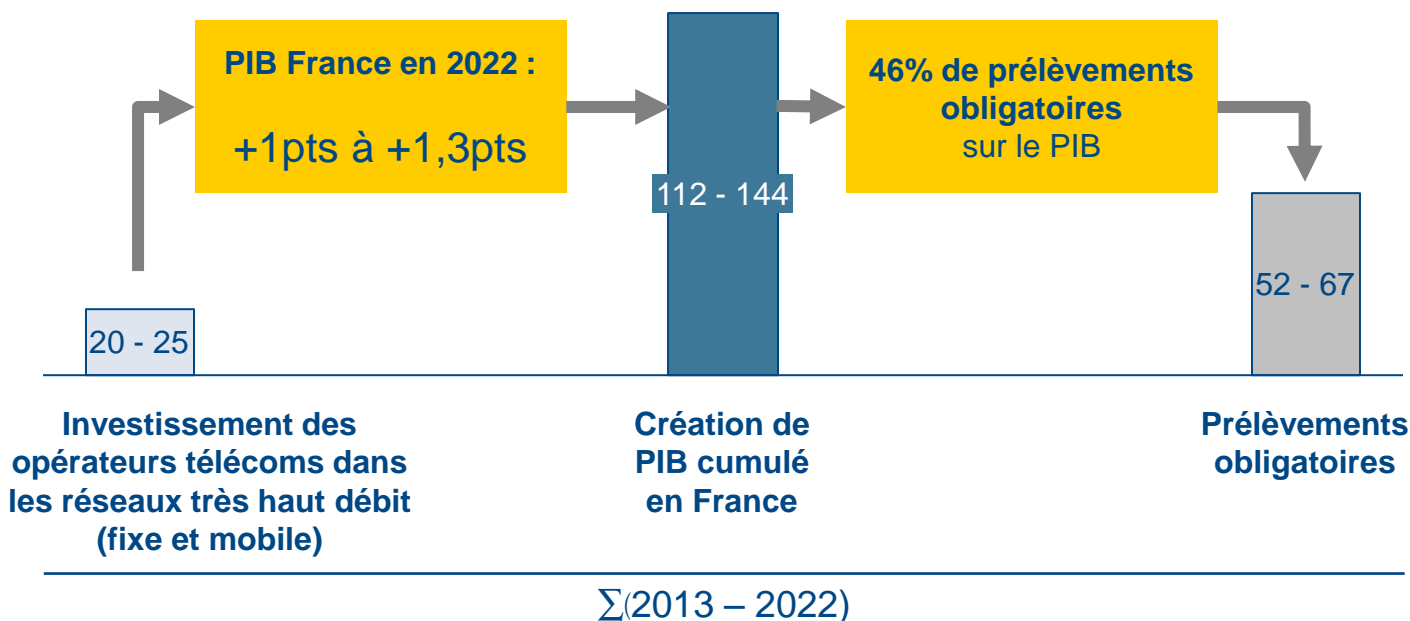 PIB France en 2022 :
+1pts à +1,3pts
46% de prélèvements
obligatoires
sur le PIB
112 - 144
52 - 67
20 - 25
Investissement des
opérateurs télécoms dans
les réseaux très haut débit
(fixe et mobile)
Création de
PIB cumulé
en France
Prélèvements
obligatoires
∑(2013 – 2022)